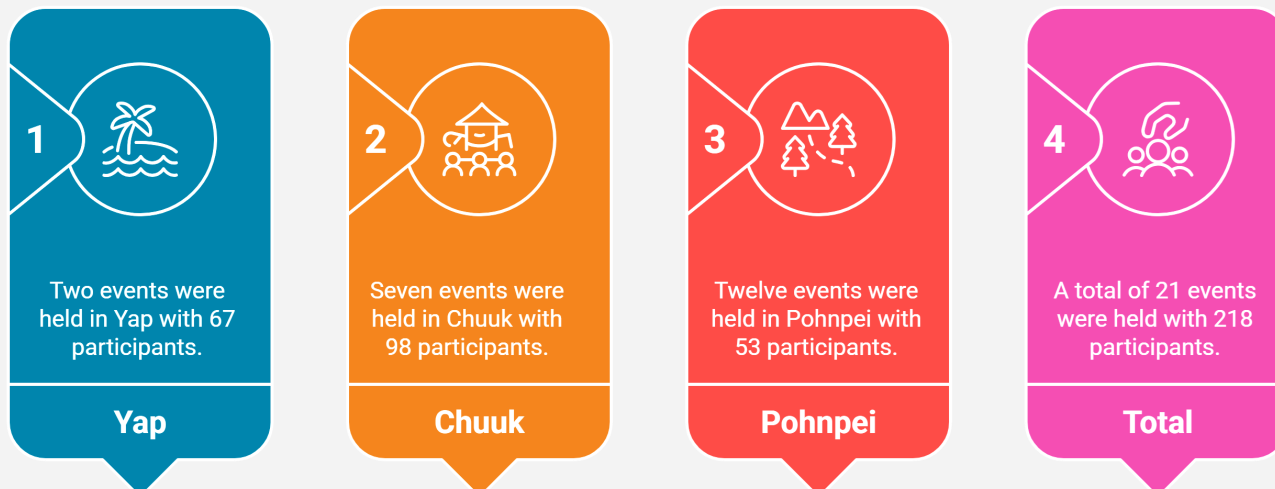 1
Two events were
held in Yap with 67
participants.
Yap
2
Seven events were
held in Chuuk with
98 participants.
Chuuk
3
Twelve events were
held in Pohnpei with
53 participants.
Pohnpei
4
A total of 21 events
were held with 218
participants.
Total